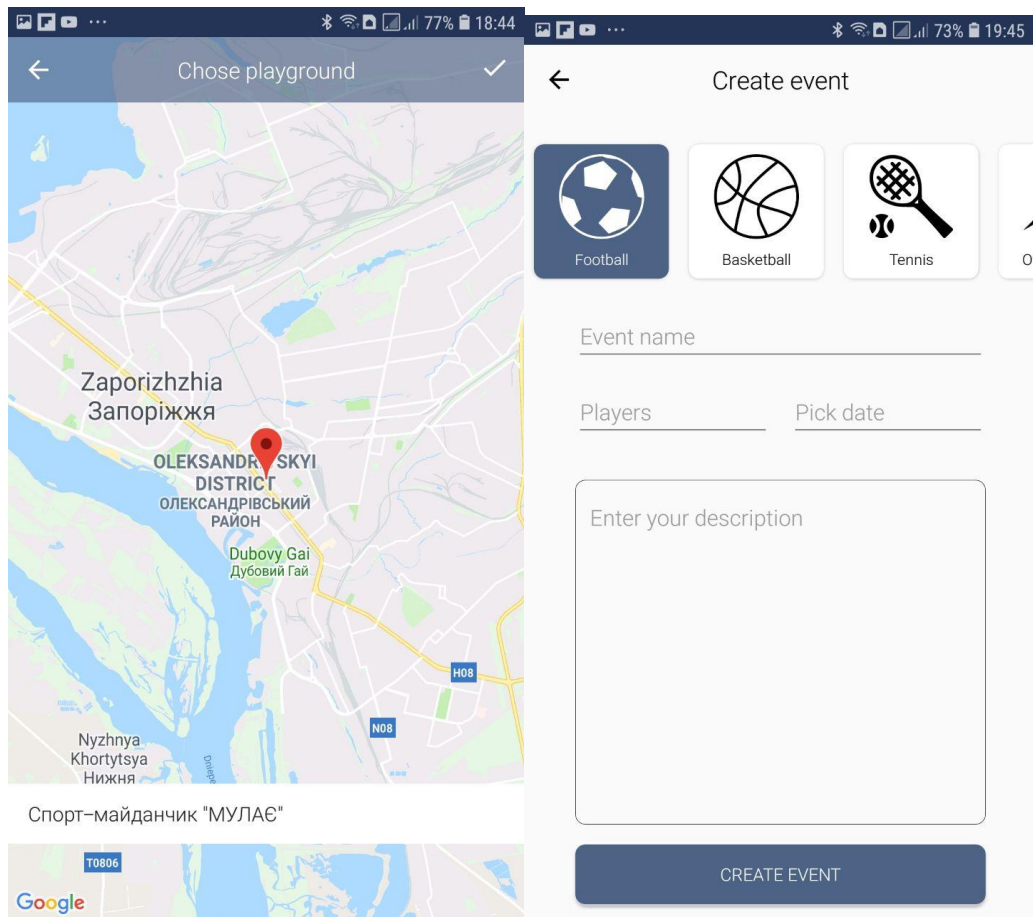 77% 18:44
Chose playground
Zaporizhzhia
Запоріжжя
OLEKSANDR SKYI
DISTRICT
ОЛЕКСАНДРІВСЬКИЙ
РАЙОН
Dubovy Gai
Дубовий Гай
H08
N08
Nyzhnya
Khortytsya
Нижня
Спорт-майданчик "МУЛАЄ"
T0806
Google
73% 19:45
Create event
Football
Basketball
Tennis
O
Event name
Players Pick date
Enter your description
CREATE EVENT